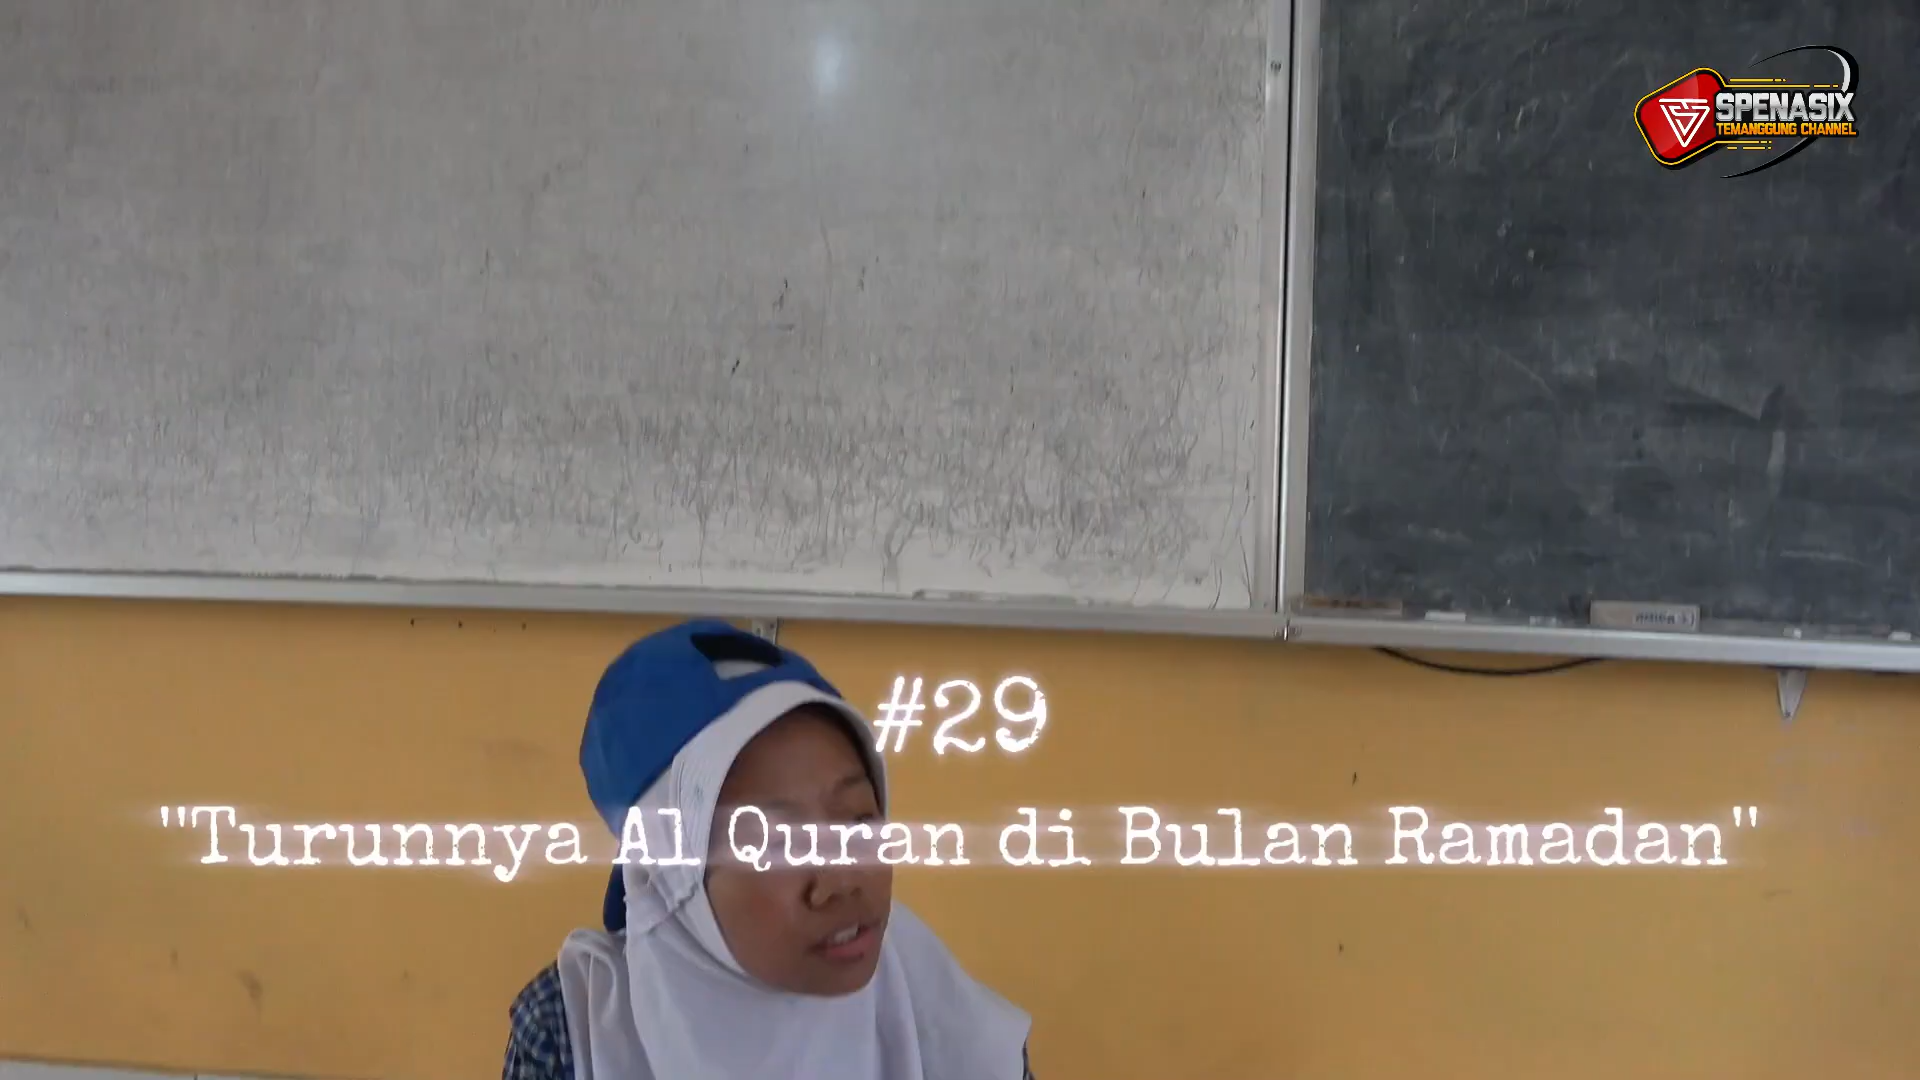 SPENASIX
TEMANGGUNG CHANNEL
#29
"Turunnya Al Quran di Bulan Ramadan"